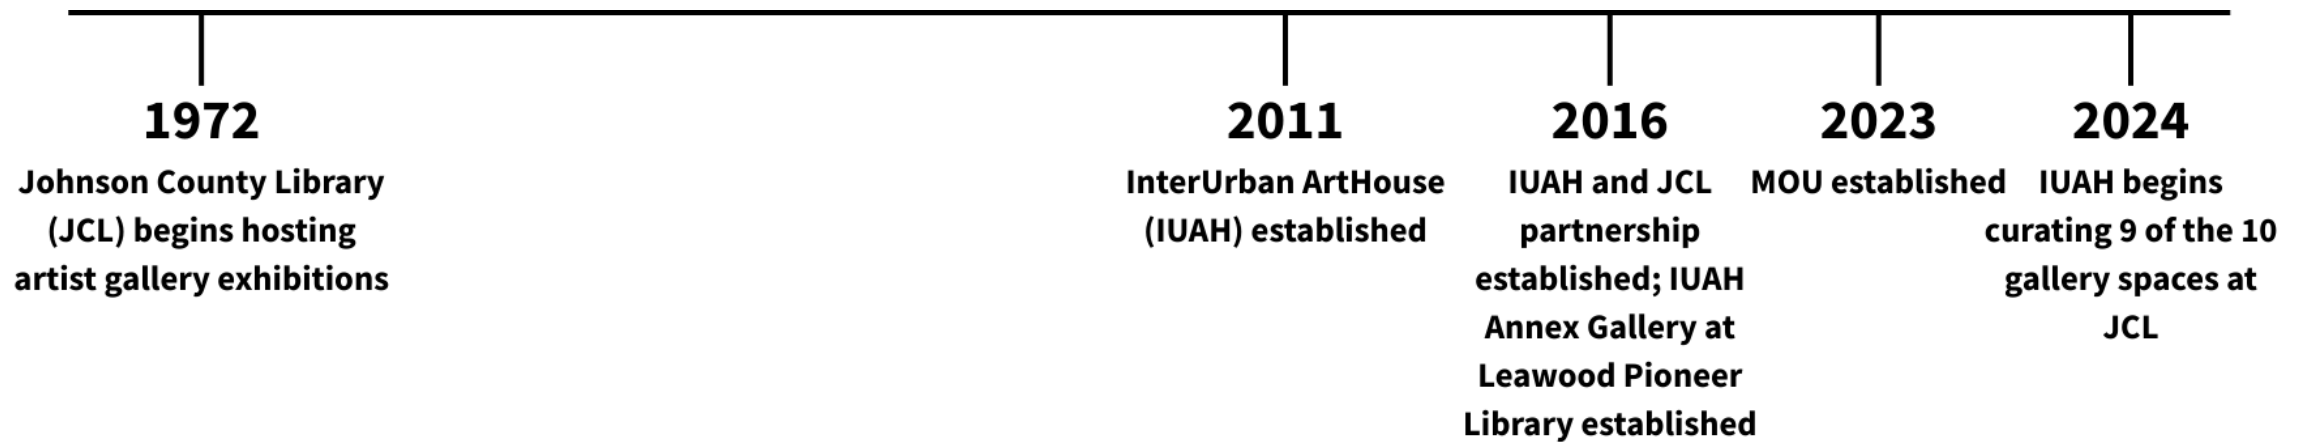 1972
Johnson County Library
(JCL) begins hosting
artist gallery exhibitions
2011
InterUrban ArtHouse
(IUAH) established
2016
IUAH and JCL
partnership
established; IUAH
Annex Gallery at
Leawood Pioneer
Library established
2023
MOU established
2024
IUAH begins
curating 9 of the 10
gallery spaces at
JCL